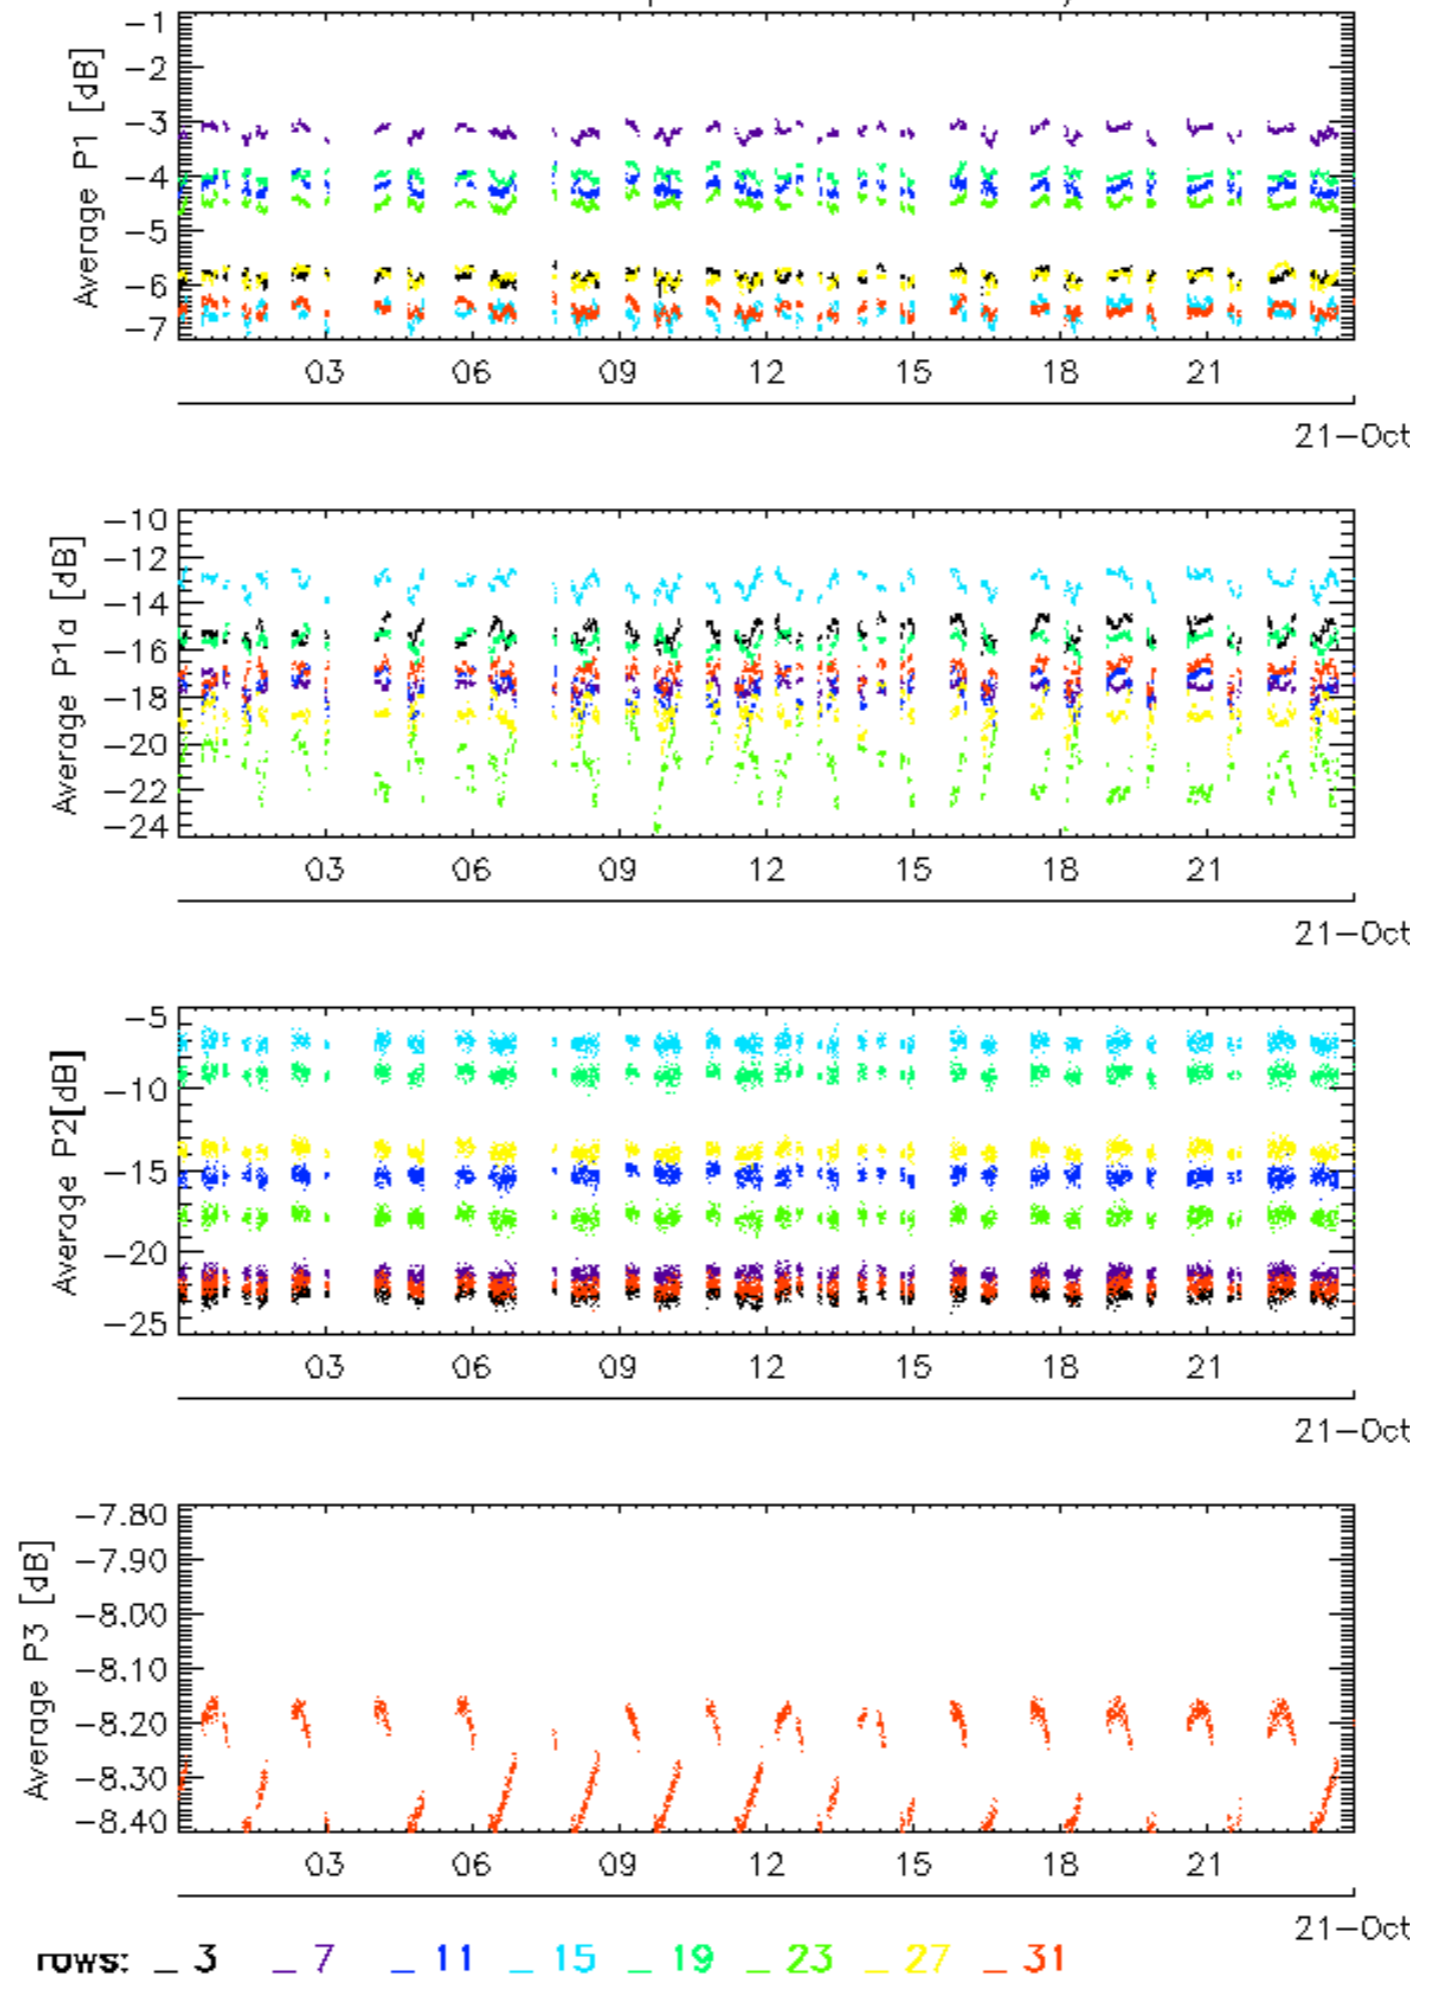 Average P1 [dB]
-1
-2
-3
-4
-5
-6
-7
03 06 09 12 15 18 21
21-Oct
Average P1a [dB]
-10
-12
-14
-16
-18
-20
-22
-24
03 06 09 12 15 18 21
21-Oct
Average P2[dB]
-5
-10
-15
-20
-25
03 06 09 12 15 18 21
21-Oct
Average P3 [dB]
-7.80
-7.90
-8.00
-8.10
-8.20
-8.30
-8.40
03 06 09 12 15 18 21
21-Oct
rows: _ 3 _ 7 _ 11 _ 15 _ 19 _ 23 _ 27 _ 31